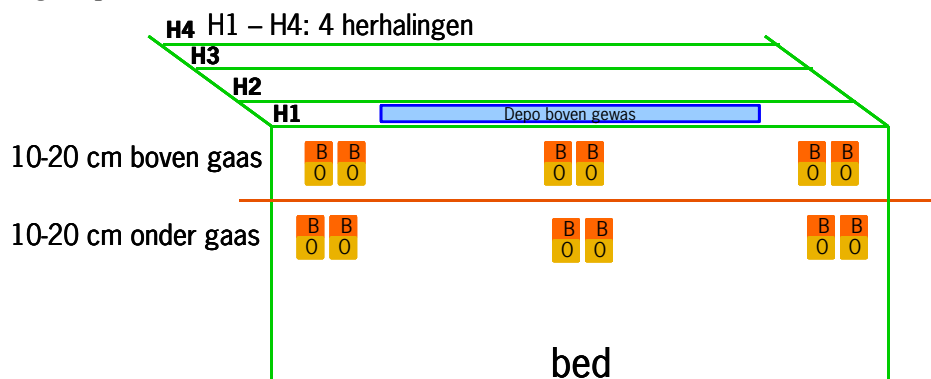 H4 H1 – H4: 4 herhalingen
H3
H2
H1 Depo boven gewas
10-20 cm boven gaas
B B B B B B
O O O O O O
10-20 cm onder gaas
B B B B B B
O O O O O O
bed